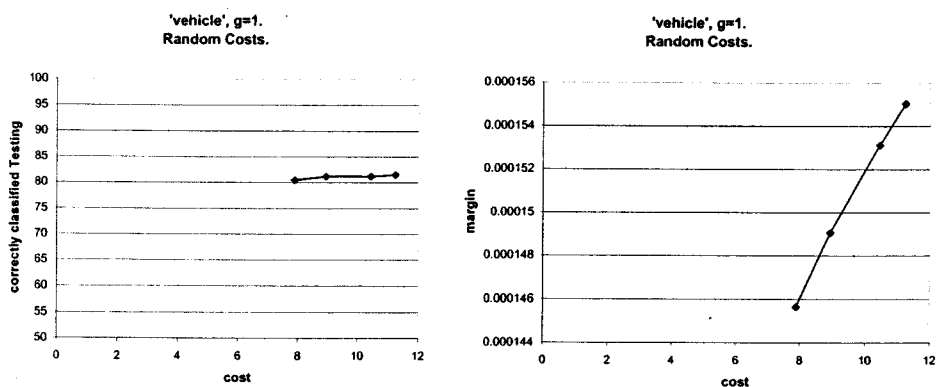 'vehicle', g=1.
Random Costs.
100
95
90
85
80
75
70
65
60
55
50
correctly classified Testing
0 2 4 6 8 10 12
cost
'vehicle', g=1.
Random Costs.
0.000156
0.000154
0.000152
0.00015
0.000148
0.000146
0.000144
margin
0 2 4 6 8 10 12
cost